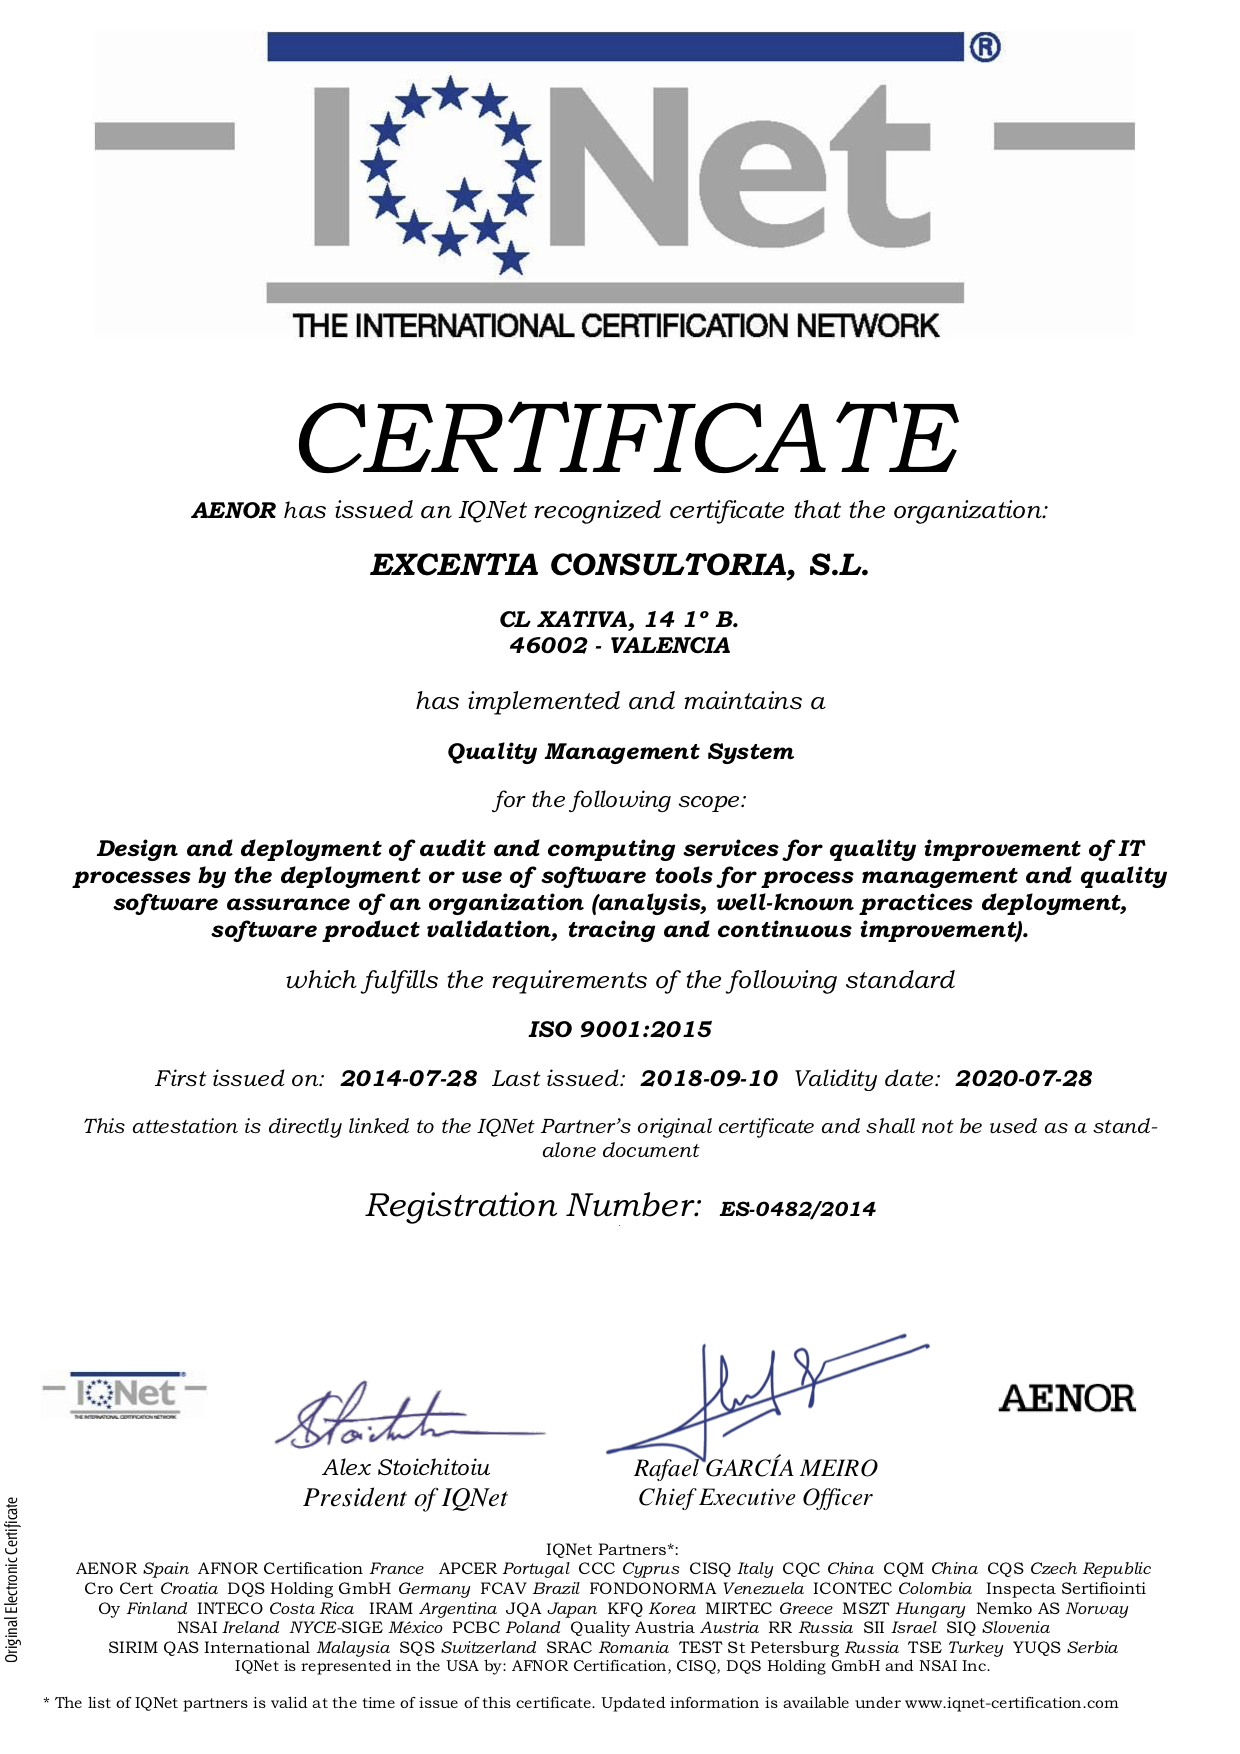 IQNet®
THE INTERNATIONAL CERTIFICATION NETWORK
CERTIFICATE
AENOR has issued an IQNet recognized certificate that the organization:
EXCENTIA CONSULTORIA, S.L.
CL XATIVA, 14 1º B.
46002 - VALENCIA
has implemented and maintains a
Quality Management System
for the following scope:
Design and deployment of audit and computing services for quality improvement of IT
processes by the deployment or use of software tools for process management and quality
software assurance of an organization (analysis, well-known practices deployment,
software product validation, tracing and continuous improvement).
which fulfills the requirements of the following standard
ISO 9001:2015
First issued on: 2014-07-28 Last issued: 2018-09-10 Validity date: 2020-07-28
This attestation is directly linked to the IQNet Partner’s original certificate and shall not be used as a stand-
alone document
Registration Number: ES-0482/2014
IQNet®
THE INTERNATIONAL CERTIFICATION NETWORK
AENOR
Alex Stoichitoiu
President of IQNet
Rafael GARCÍA MEIRO
Chief Executive Officer
Original Electronic Certificate
IQNet Partners*:
AENOR Spain AFNOR Certification France APCER Portugal CCC Cyprus CISQ Italy CQC China CQM China CQS Czech Republic
Cro Cert Croatia DQS Holding GmbH Germany FCAV Brazil FONDONORMA Venezuela ICONTEC Colombia Inspecta Sertifiointi
Oy Finland INTECO Costa Rica IRAM Argentina JQA Japan KFQ Korea MIRTEC Greece MSZT Hungary Nemko AS Norway
NSAI Ireland NYCE-SIGE México PCBC Poland Quality Austria Austria RR Russia SII Israel SIQ Slovenia
SIRIM QAS International Malaysia SQS Switzerland SRAC Romania TEST St Petersburg Russia TSE Turkey YUQS Serbia
IQNet is represented in the USA by: AFNOR Certification, CISQ, DQS Holding GmbH and NSAI Inc.
* The list of IQNet partners is valid at the time of issue of this certificate. Updated information is available under www.iqnet-certification.com